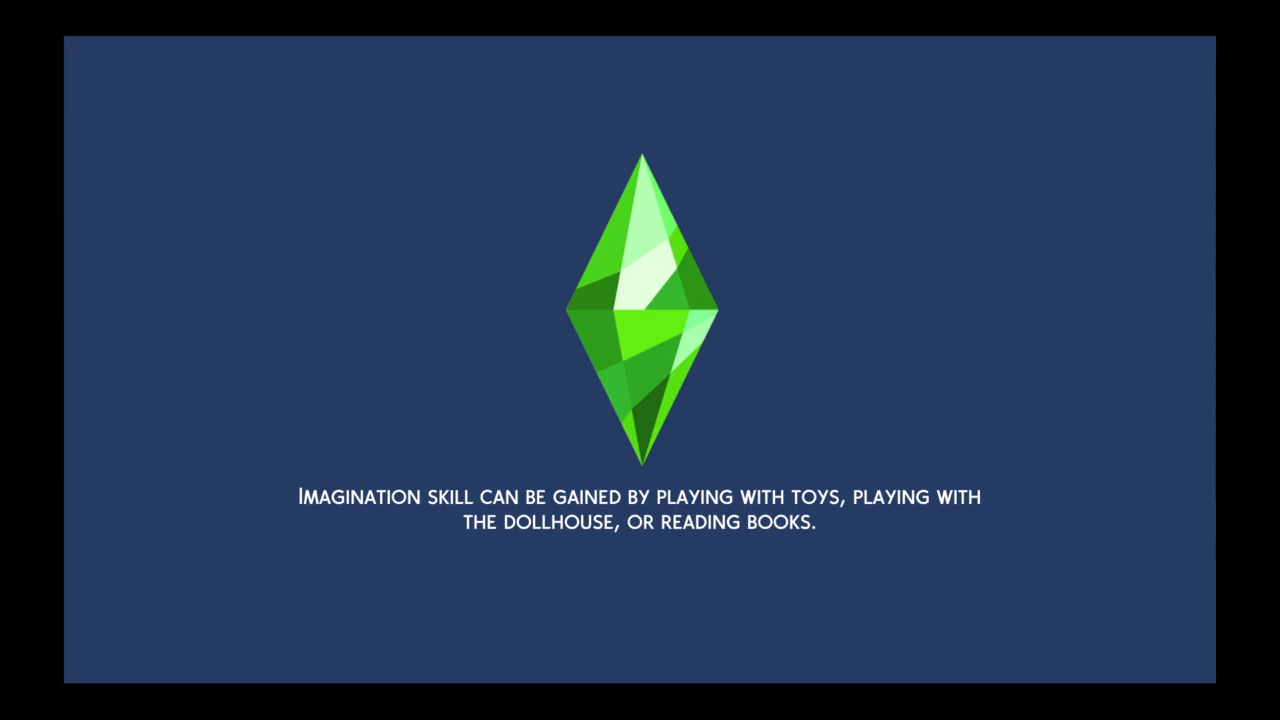 Imagination skill can be gained by playing with toys, playing with
the dollhouse, or reading books.